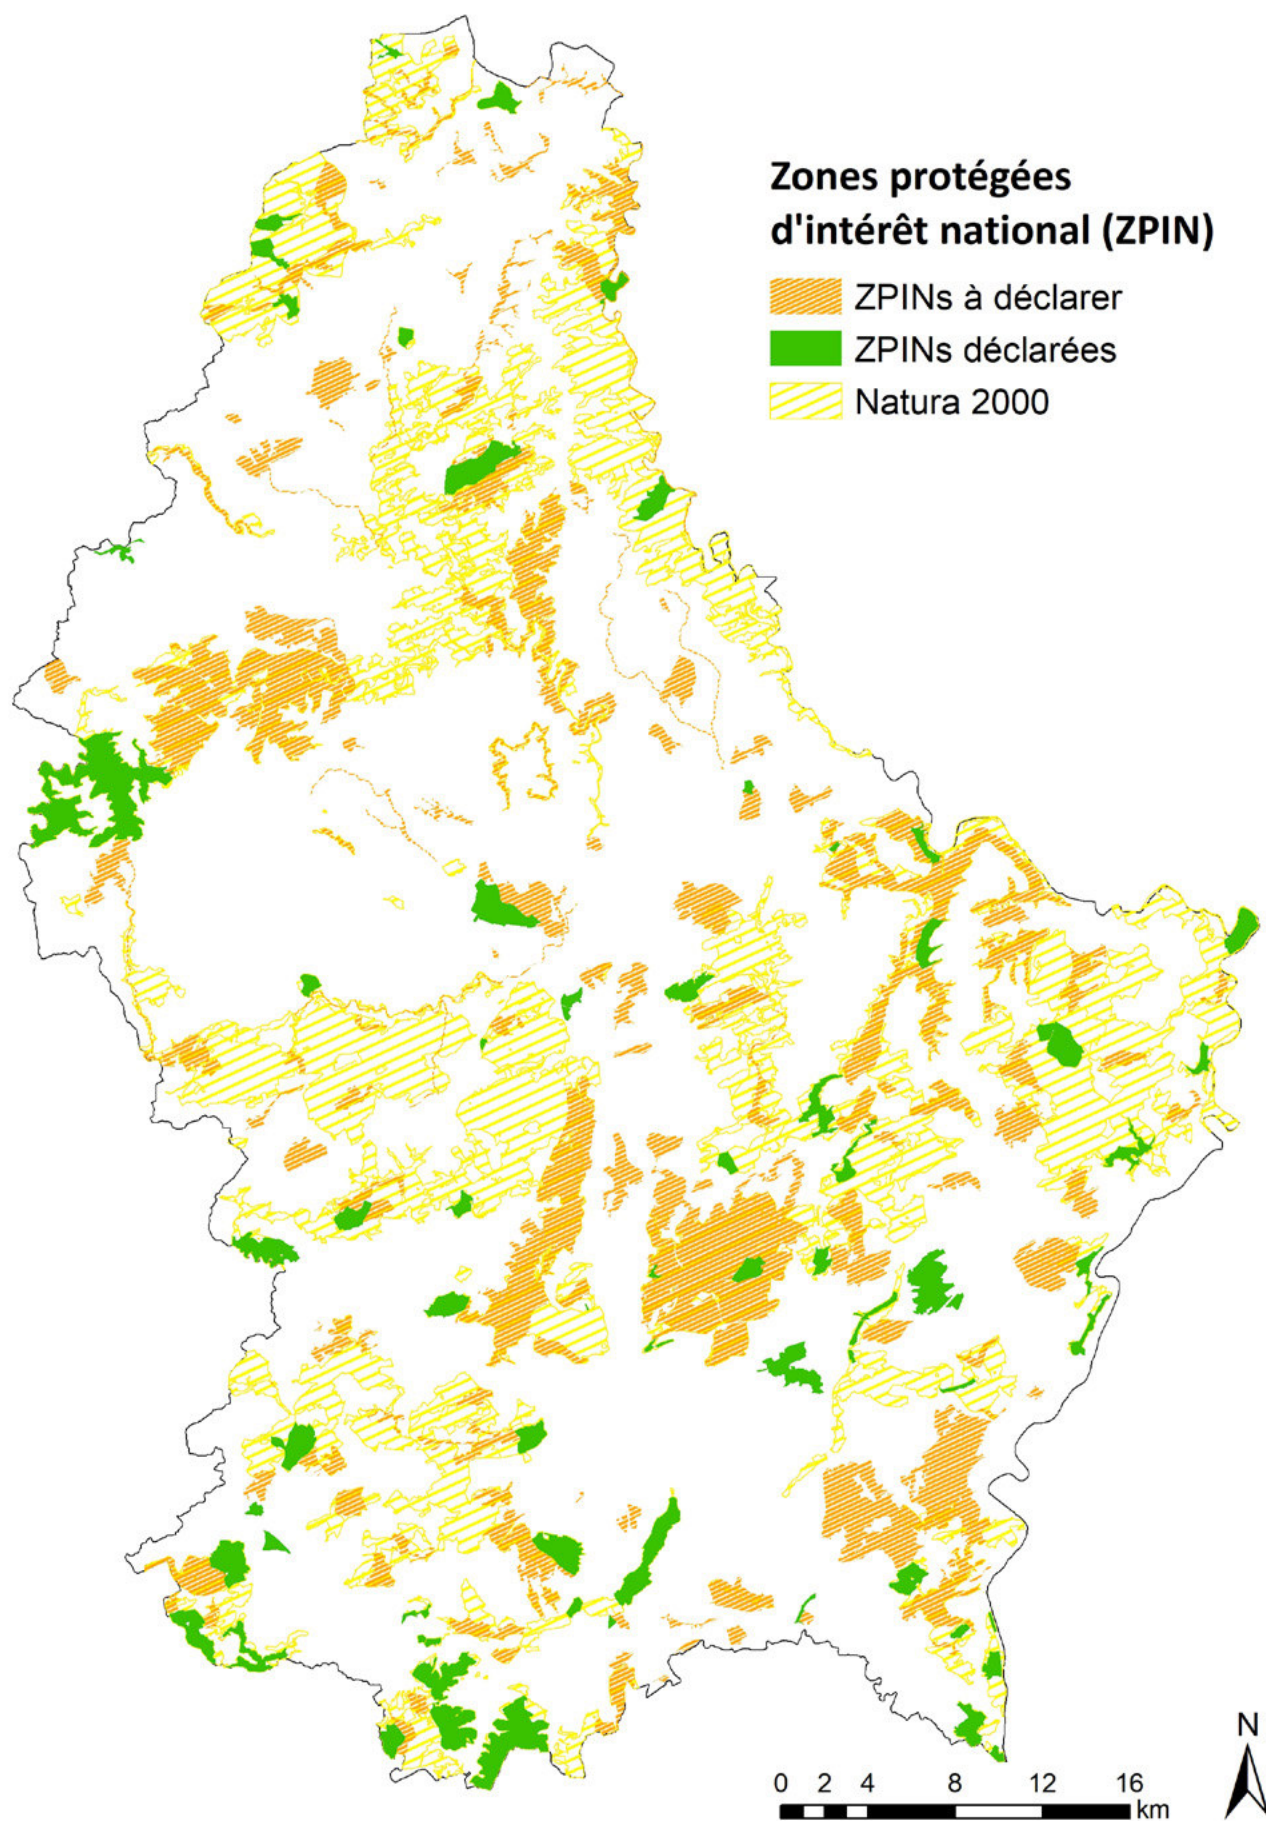 Zones protégées
d'intérêt national (ZPIN)
ZPINs à déclarer
ZPINs déclarées
Natura 2000
N
0 2 4 8 12 16
km